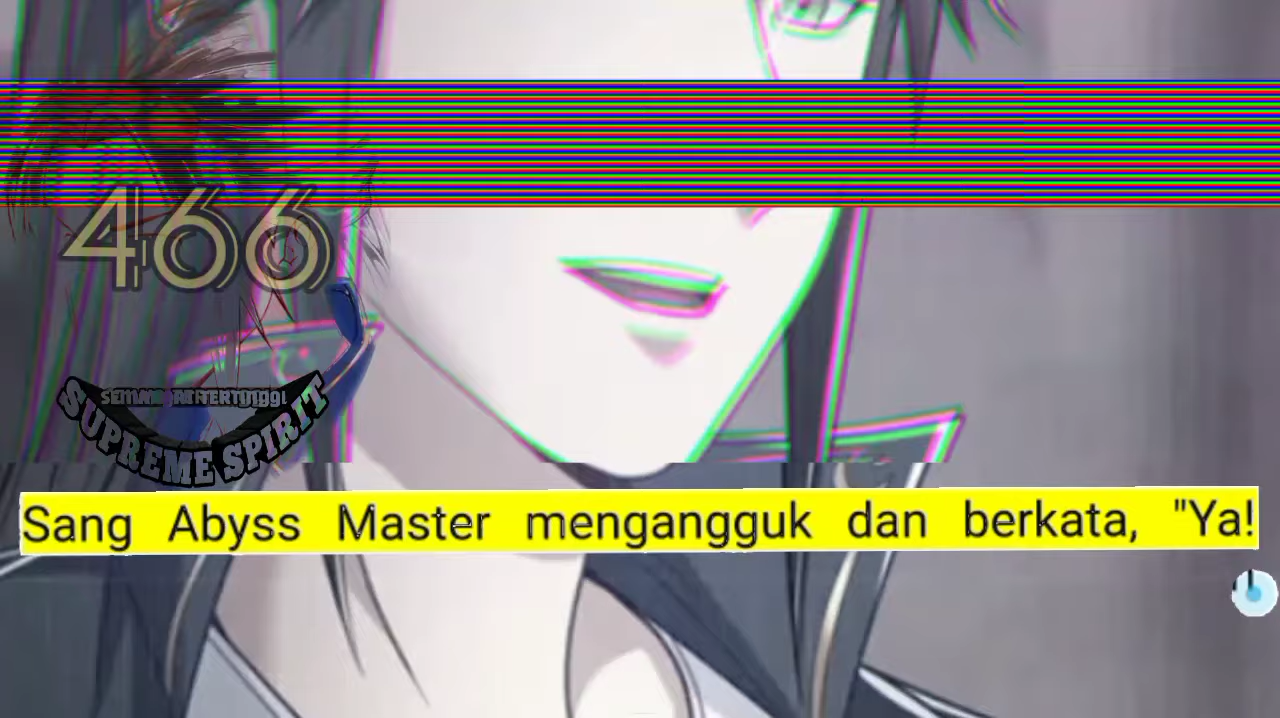 466
SUPREME SPIRIT
Sang Abyss Master mengangguk dan berkata, "Ya!